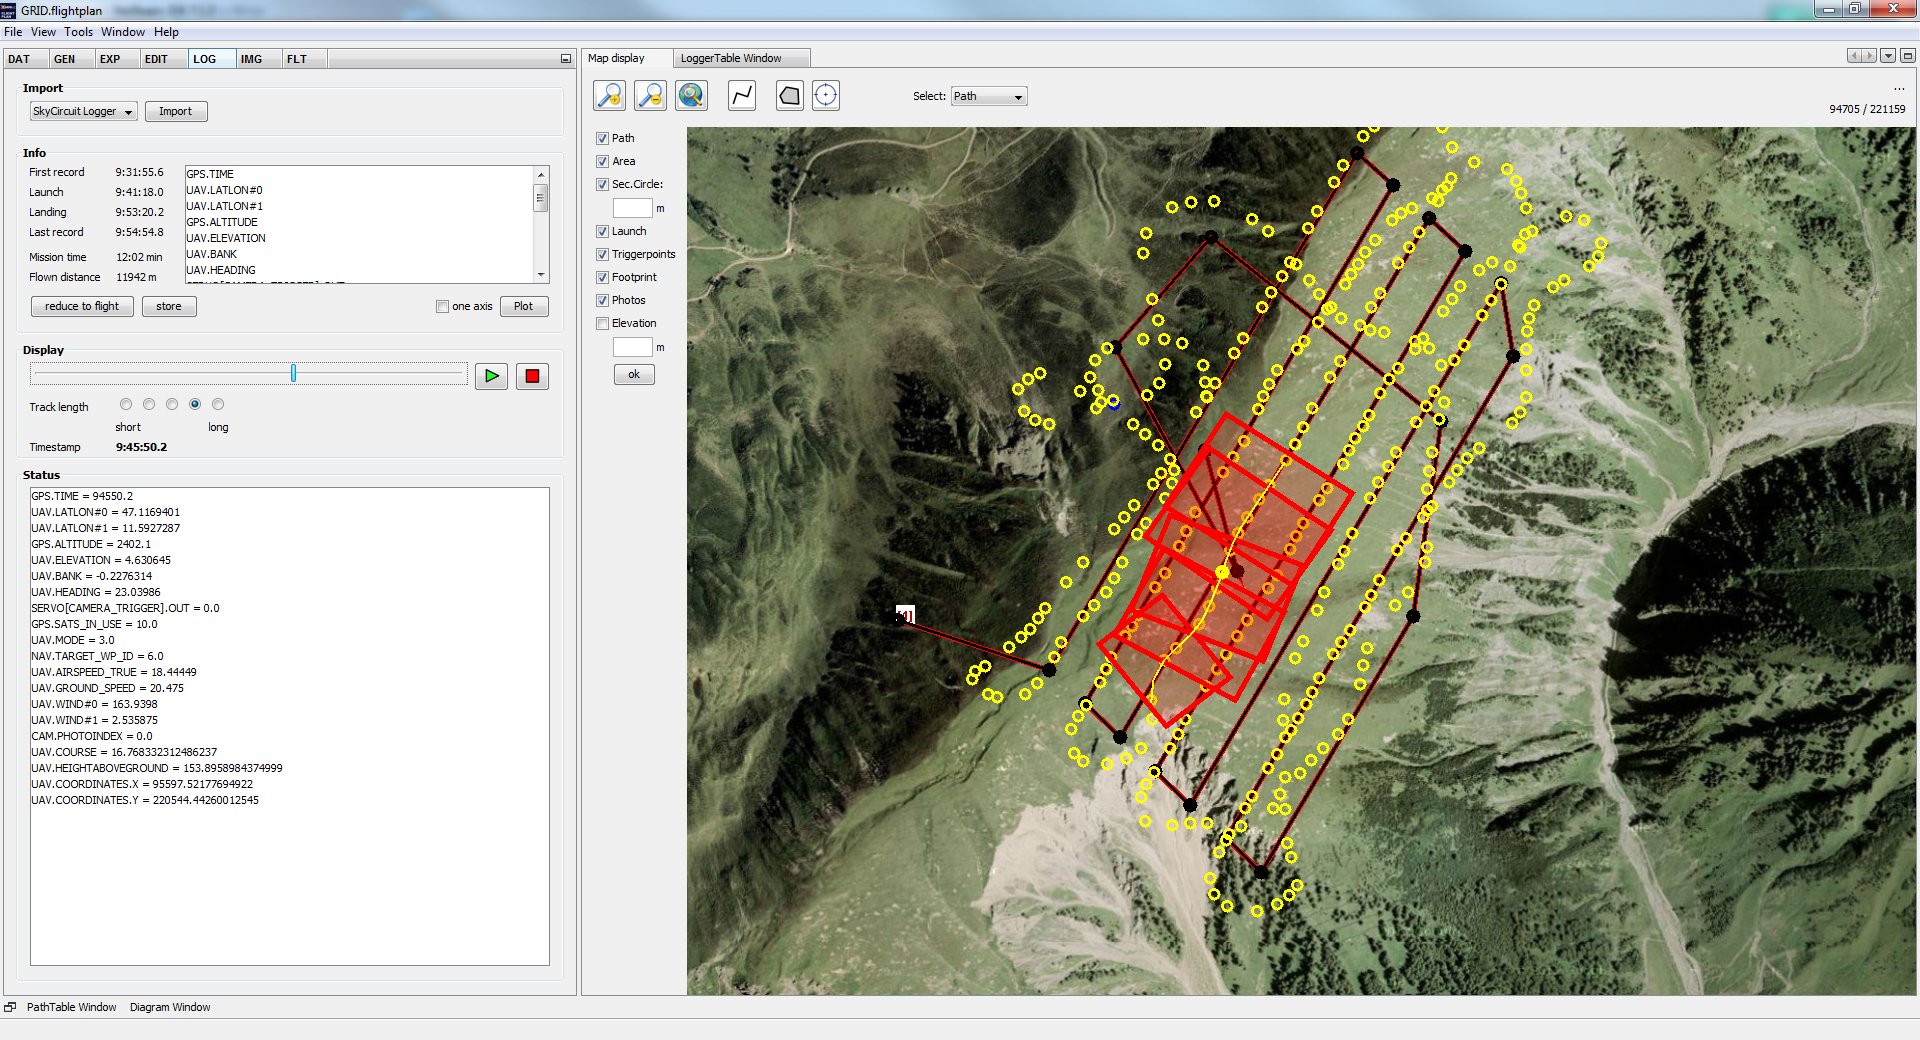 GRID.flightplan
File View Tools Window Help
DAT GEN EXP EDIT LOG IMG FLT
Import
SkyCircuit Logger Import
Info
First record 9:31:55.6
Launch 9:41:18.0
Landing 9:53:20.2
Last record 9:54:54.8
Mission time 12:02 min
Flown distance 11942 m
GPS.TIME
UAV.LATLON#0
UAV.LATLON#1
GPS.ALTITUDE
UAV.ELEVATION
UAV.BANK
UAV.HEADING
reduce to flight store one axis Plot
Display
Track length
short long
Timestamp 9:45:50.2
Status
GPS.TIME = 94550.2
UAV.LATLON#0 = 47.1169401
UAV.LATLON#1 = 11.5927287
GPS.ALTITUDE = 2402.1
UAV.ELEVATION = 4.630645
UAV.BANK = -0.2276314
UAV.HEADING = 23.03986
SERVO[CAMERA_TRIGGER].OUT = 0.0
GPS.SATS_IN_USE = 10.0
UAV.MODE = 3.0
NAV.TARGET_WP_ID = 6.0
UAV.AIRSPEED_TRUE = 18.44449
UAV.GROUND_SPEED = 20.475
UAV.WIND#0 = 163.9398
UAV.WIND#1 = 2.535875
CAM.PHOTOINDEX = 0.0
UAV.COURSE = 16.768332312486237
UAV.HEIGHTABOVEGROUND = 153.8958984374999
UAV.COORDINATES.X = 95597.52177694922
UAV.COORDINATES.Y = 220544.44260012545
Map display LoggerTable Window
Select: Path
...
94705 / 221159
Path
Area
Sec.Circle:
m
Launch
Triggerpoints
Footprint
Photos
Elevation
m
ok
PathTable Window Diagram Window